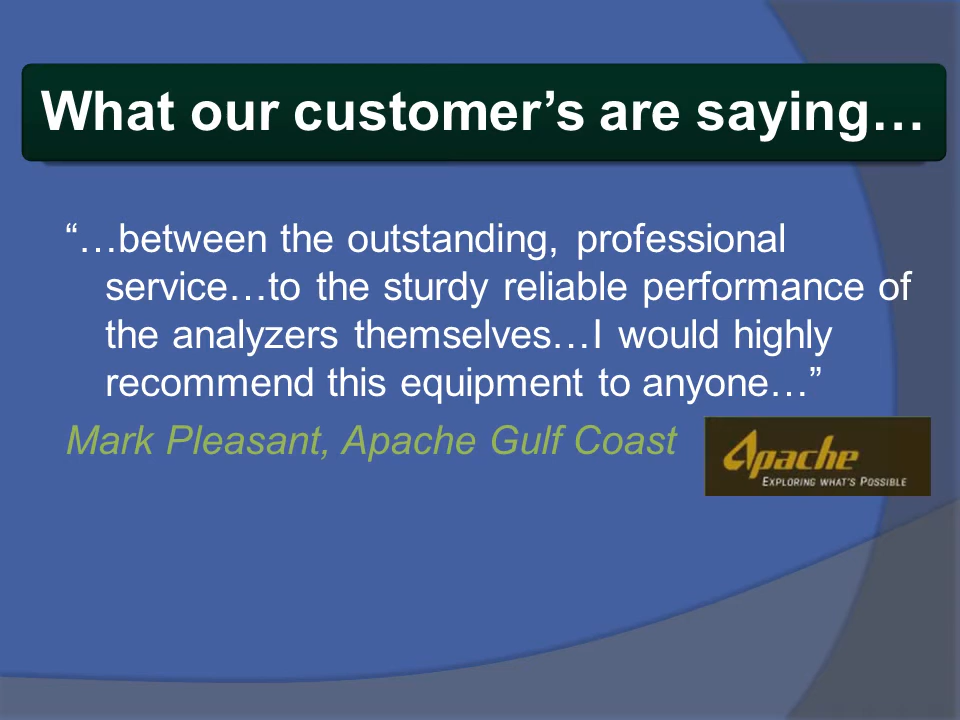 What our customer’s are saying…
“…between the outstanding, professional
service…to the sturdy reliable performance of
the analyzers themselves…I would highly
recommend this equipment to anyone…”
Mark Pleasant, Apache Gulf Coast
Apache
EXPLORING WHAT'S POSSIBLE